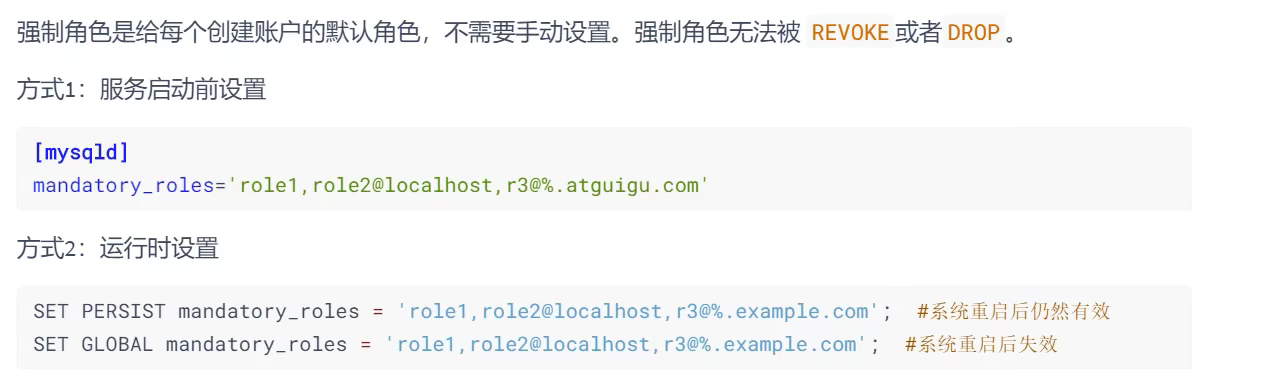 强制角色是给每个创建账户的默认角色，不需要手动设置。强制角色无法被 REVOKE 或者 DROP 。
方式1：服务启动前设置
[mysqld]
mandatory_roles='role1,role2@localhost,r3@%.atguigu.com'
方式2：运行时设置
SET PERSIST mandatory_roles = 'role1,role2@localhost,r3@%.example.com';  #系统重启后仍然有效
SET GLOBAL mandatory_roles = 'role1,role2@localhost,r3@%.example.com';  #系统重启后失效